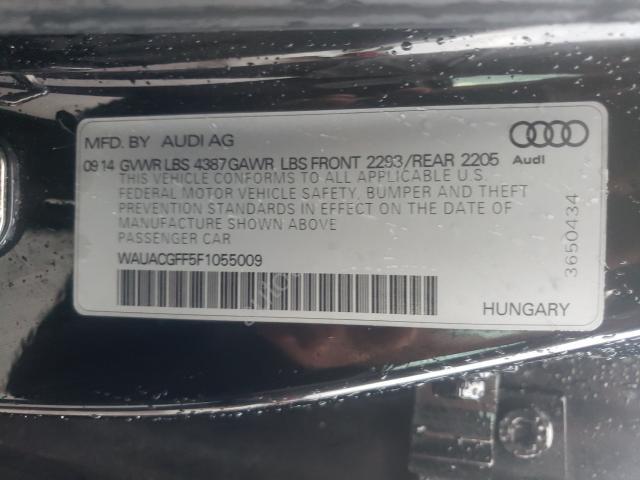 MFD. BY AUDI AG
09 14 GVWR LBS 4387 GAWR LBS FRONT 2293/REAR 2205
Audi
THIS VEHICLE CONFORMS TO ALL APPLICABLE U.S.
FEDERAL MOTOR VEHICLE SAFETY, BUMPER AND THEFT
PREVENTION STANDARDS IN EFFECT ON THE DATE OF
MANUFACTURE SHOWN ABOVE
PASSENGER CAR
WAUACGFF5F1055009
3650434
HUNGARY